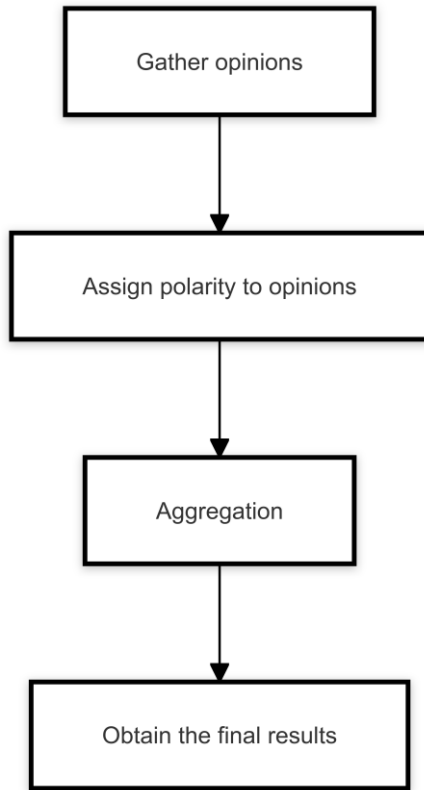 Gather opinions
Assign polarity to opinions
Aggregation
Obtain the final results